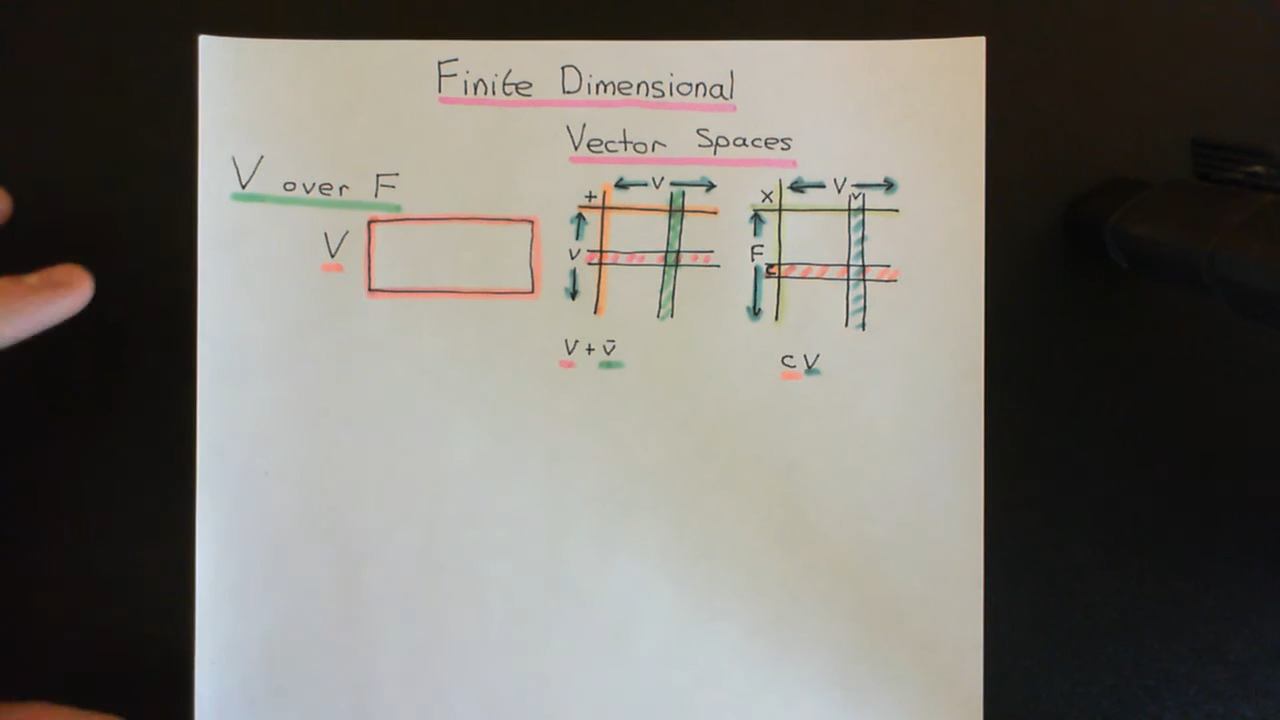 Finite Dimensional
Vector Spaces
V over F
V
+ ← V →
V
V + v̄
x ← V →
v
F
c
c V